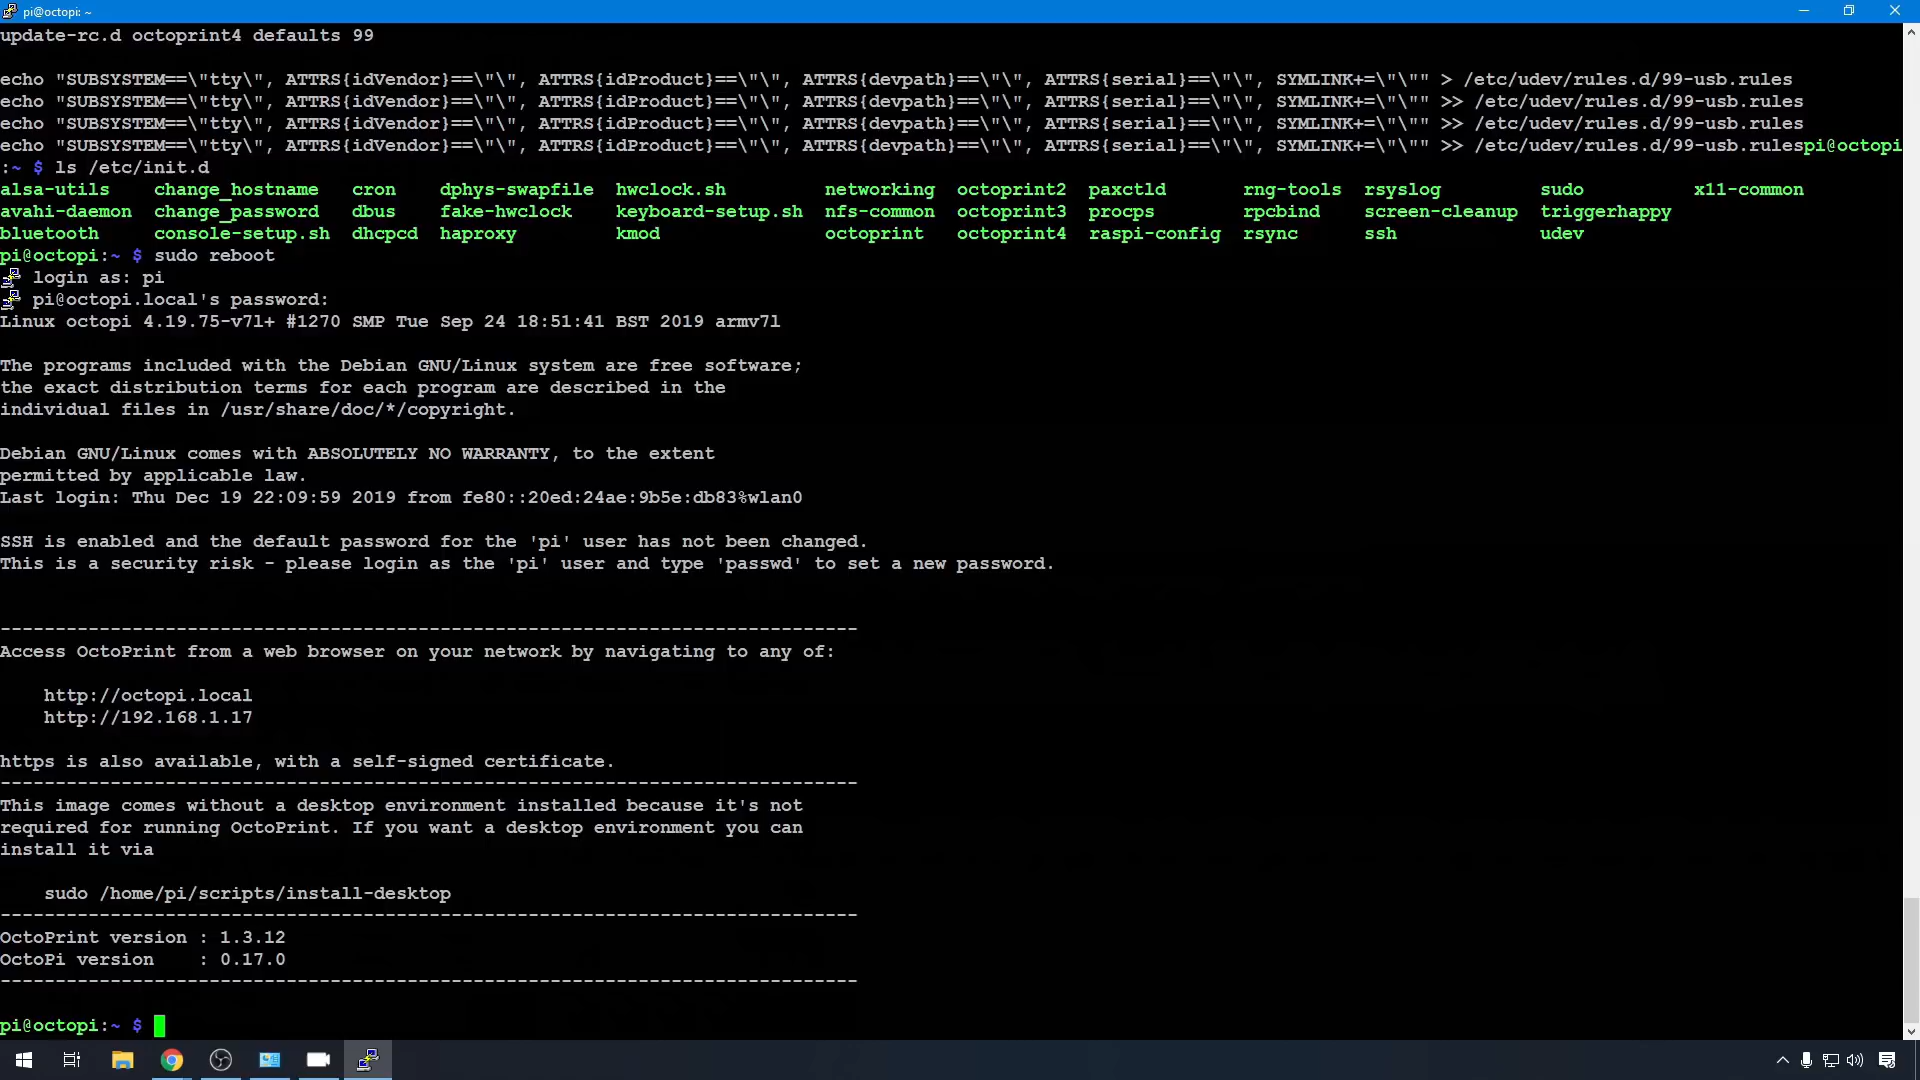 pi@octopi: ~
update-rc.d octoprint4 defaults 99
echo "SUBSYSTEM==\"tty\", ATTRS{idVendor}==\"\", ATTRS{idProduct}==\"\", ATTRS{devpath}==\"\", ATTRS{serial}==\"\", SYMLINK+=\"\"" > /etc/udev/rules.d/99-usb.rules
echo "SUBSYSTEM==\"tty\", ATTRS{idVendor}==\"\", ATTRS{idProduct}==\"\", ATTRS{devpath}==\"\", ATTRS{serial}==\"\", SYMLINK+=\"\"" >> /etc/udev/rules.d/99-usb.rules
echo "SUBSYSTEM==\"tty\", ATTRS{idVendor}==\"\", ATTRS{idProduct}==\"\", ATTRS{devpath}==\"\", ATTRS{serial}==\"\", SYMLINK+=\"\"" >> /etc/udev/rules.d/99-usb.rules
echo "SUBSYSTEM==\"tty\", ATTRS{idVendor}==\"\", ATTRS{idProduct}==\"\", ATTRS{devpath}==\"\", ATTRS{serial}==\"\", SYMLINK+=\"\"" >> /etc/udev/rules.d/99-usb.rulespi@octopi
:~ $ ls /etc/init.d
alsa-utils change_hostname cron dphys-swapfile hwclock.sh networking octoprint2 paxctld rng-tools rsyslog sudo x11-common
avahi-daemon change_password dbus fake-hwclock keyboard-setup.sh nfs-common octoprint3 procps rpcbind screen-cleanup triggerhappy
bluetooth console-setup.sh dhcpcd haproxy kmod octoprint octoprint4 raspi-config rsync ssh udev
pi@octopi:~ $ sudo reboot
login as: pi
pi@octopi.local's password:
Linux octopi 4.19.75-v7l+ #1270 SMP Tue Sep 24 18:51:41 BST 2019 armv7l
The programs included with the Debian GNU/Linux system are free software;
the exact distribution terms for each program are described in the
individual files in /usr/share/doc/*/copyright.
Debian GNU/Linux comes with ABSOLUTELY NO WARRANTY, to the extent
permitted by applicable law.
Last login: Thu Dec 19 22:09:59 2019 from fe80::20ed:24ae:9b5e:db83%wlan0
SSH is enabled and the default password for the 'pi' user has not been changed.
This is a security risk - please login as the 'pi' user and type 'passwd' to set a new password.
------------------------------------------------------------------------------
Access OctoPrint from a web browser on your network by navigating to any of:
http://octopi.local
http://192.168.1.17
https is also available, with a self-signed certificate.
------------------------------------------------------------------------------
This image comes without a desktop environment installed because it's not
required for running OctoPrint. If you want a desktop environment you can
install it via
sudo /home/pi/scripts/install-desktop
------------------------------------------------------------------------------
OctoPrint version : 1.3.12
OctoPi version    : 0.17.0
------------------------------------------------------------------------------
pi@octopi:~ $